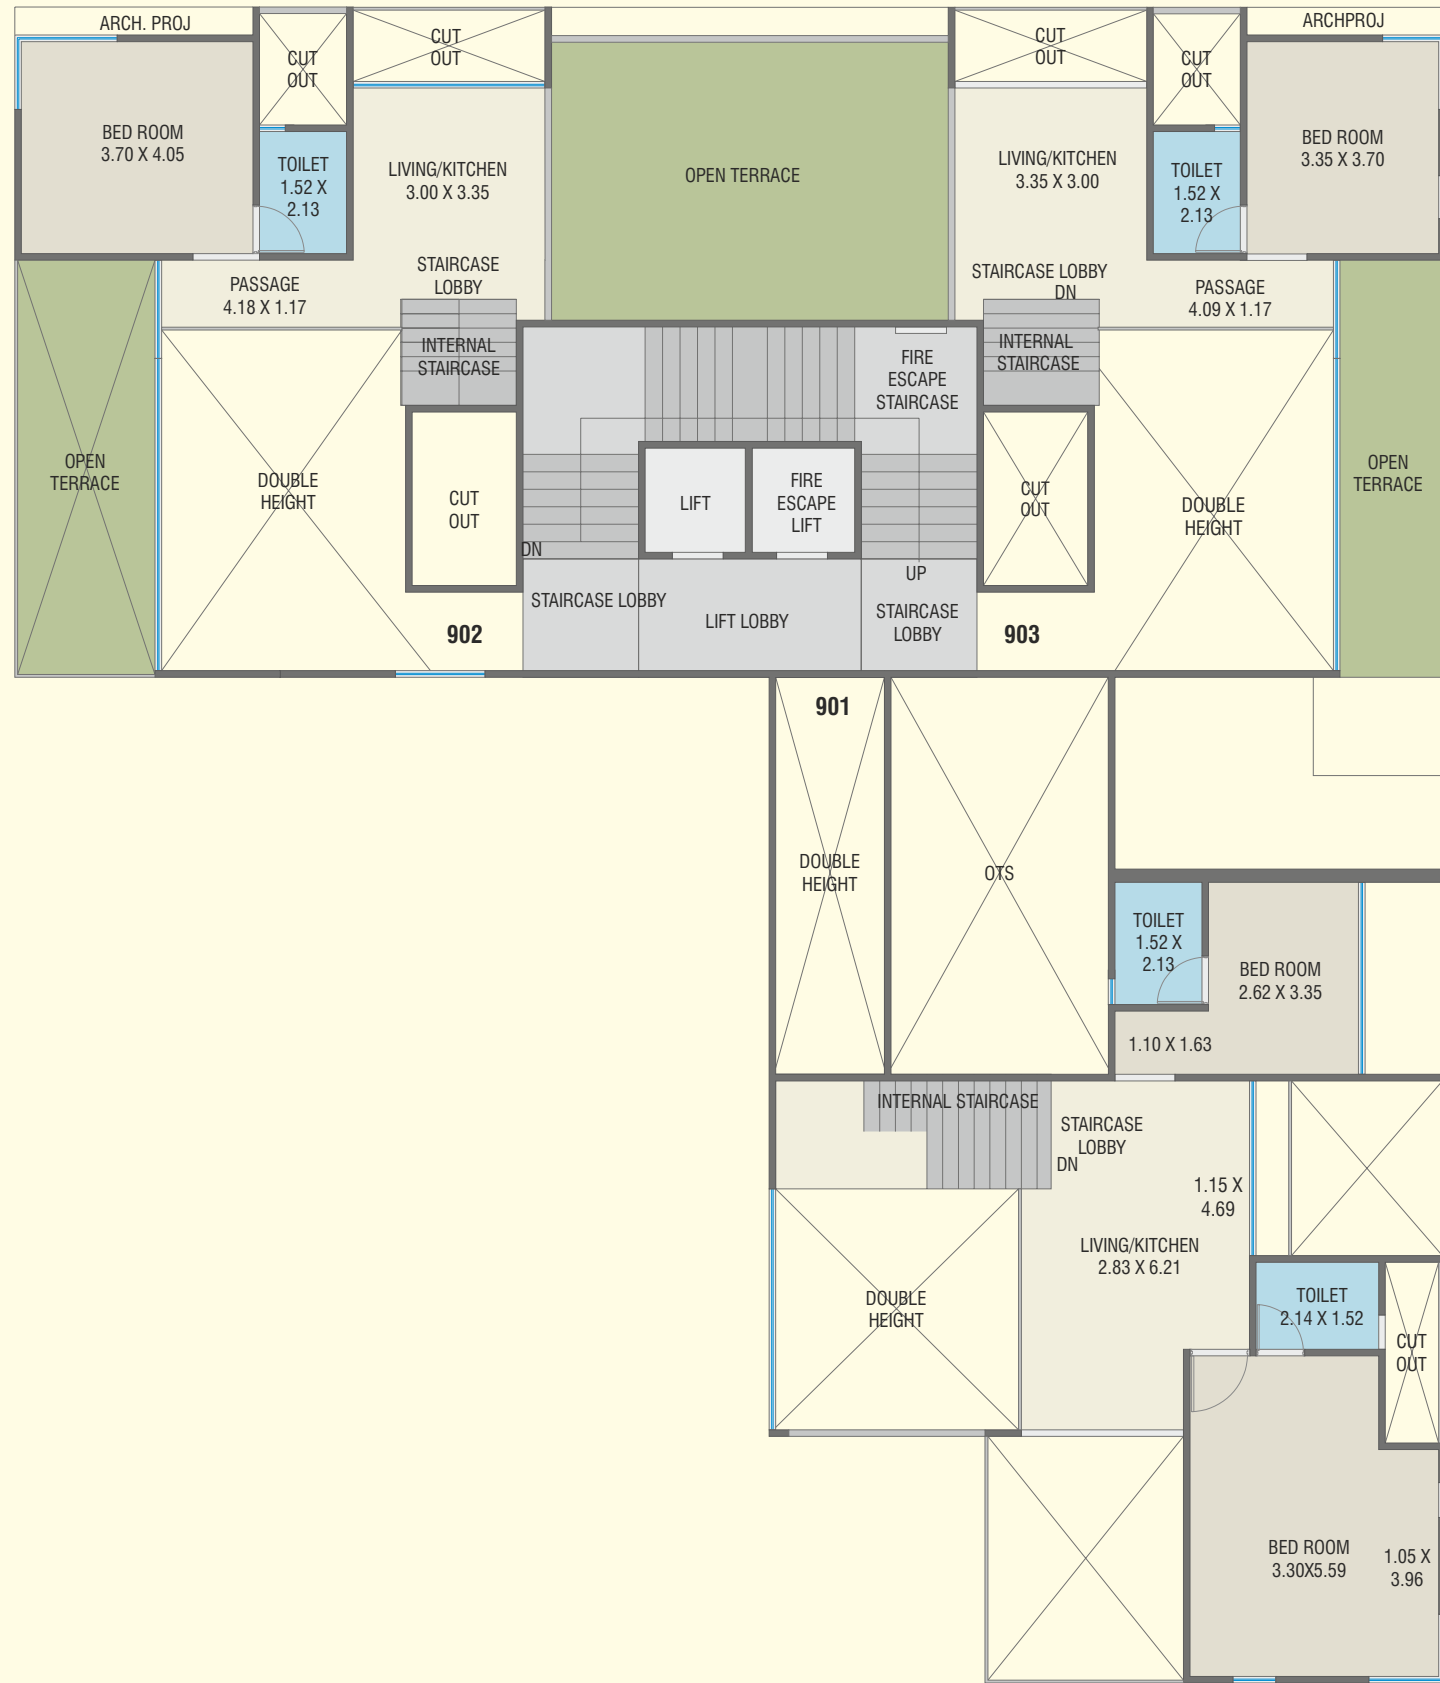 ARCH. PROJ
CUT
OUT
CUT
OUT
CUT
OUT
CUT
OUT
ARCHPROJ
BED ROOM
3.70 X 4.05
TOILET
1.52 X
2.13
LIVING/KITCHEN
3.00 X 3.35
OPEN TERRACE
LIVING/KITCHEN
3.35 X 3.00
TOILET
1.52 X
2.13
BED ROOM
3.35 X 3.70
PASSAGE
4.18 X 1.17
STAIRCASE
LOBBY
STAIRCASE LOBBY
DN
PASSAGE
4.09 X 1.17
INTERNAL
STAIRCASE
FIRE
ESCAPE
STAIRCASE
INTERNAL
STAIRCASE
OPEN
TERRACE
DOUBLE
HEIGHT
CUT
OUT
LIFT
FIRE
ESCAPE
LIFT
CUT
OUT
DOUBLE
HEIGHT
OPEN
TERRACE
DN
UP
STAIRCASE LOBBY
LIFT LOBBY
STAIRCASE
LOBBY
902
903
901
DOUBLE
HEIGHT
OTS
TOILET
1.52 X
2.13
BED ROOM
2.62 X 3.35
1.10 X 1.63
INTERNAL STAIRCASE
STAIRCASE
LOBBY
DN
1.15 X
4.69
LIVING/KITCHEN
2.83 X 6.21
DOUBLE
HEIGHT
TOILET
2.14 X 1.52
CUT
OUT
BED ROOM
3.30X5.59
1.05 X
3.96